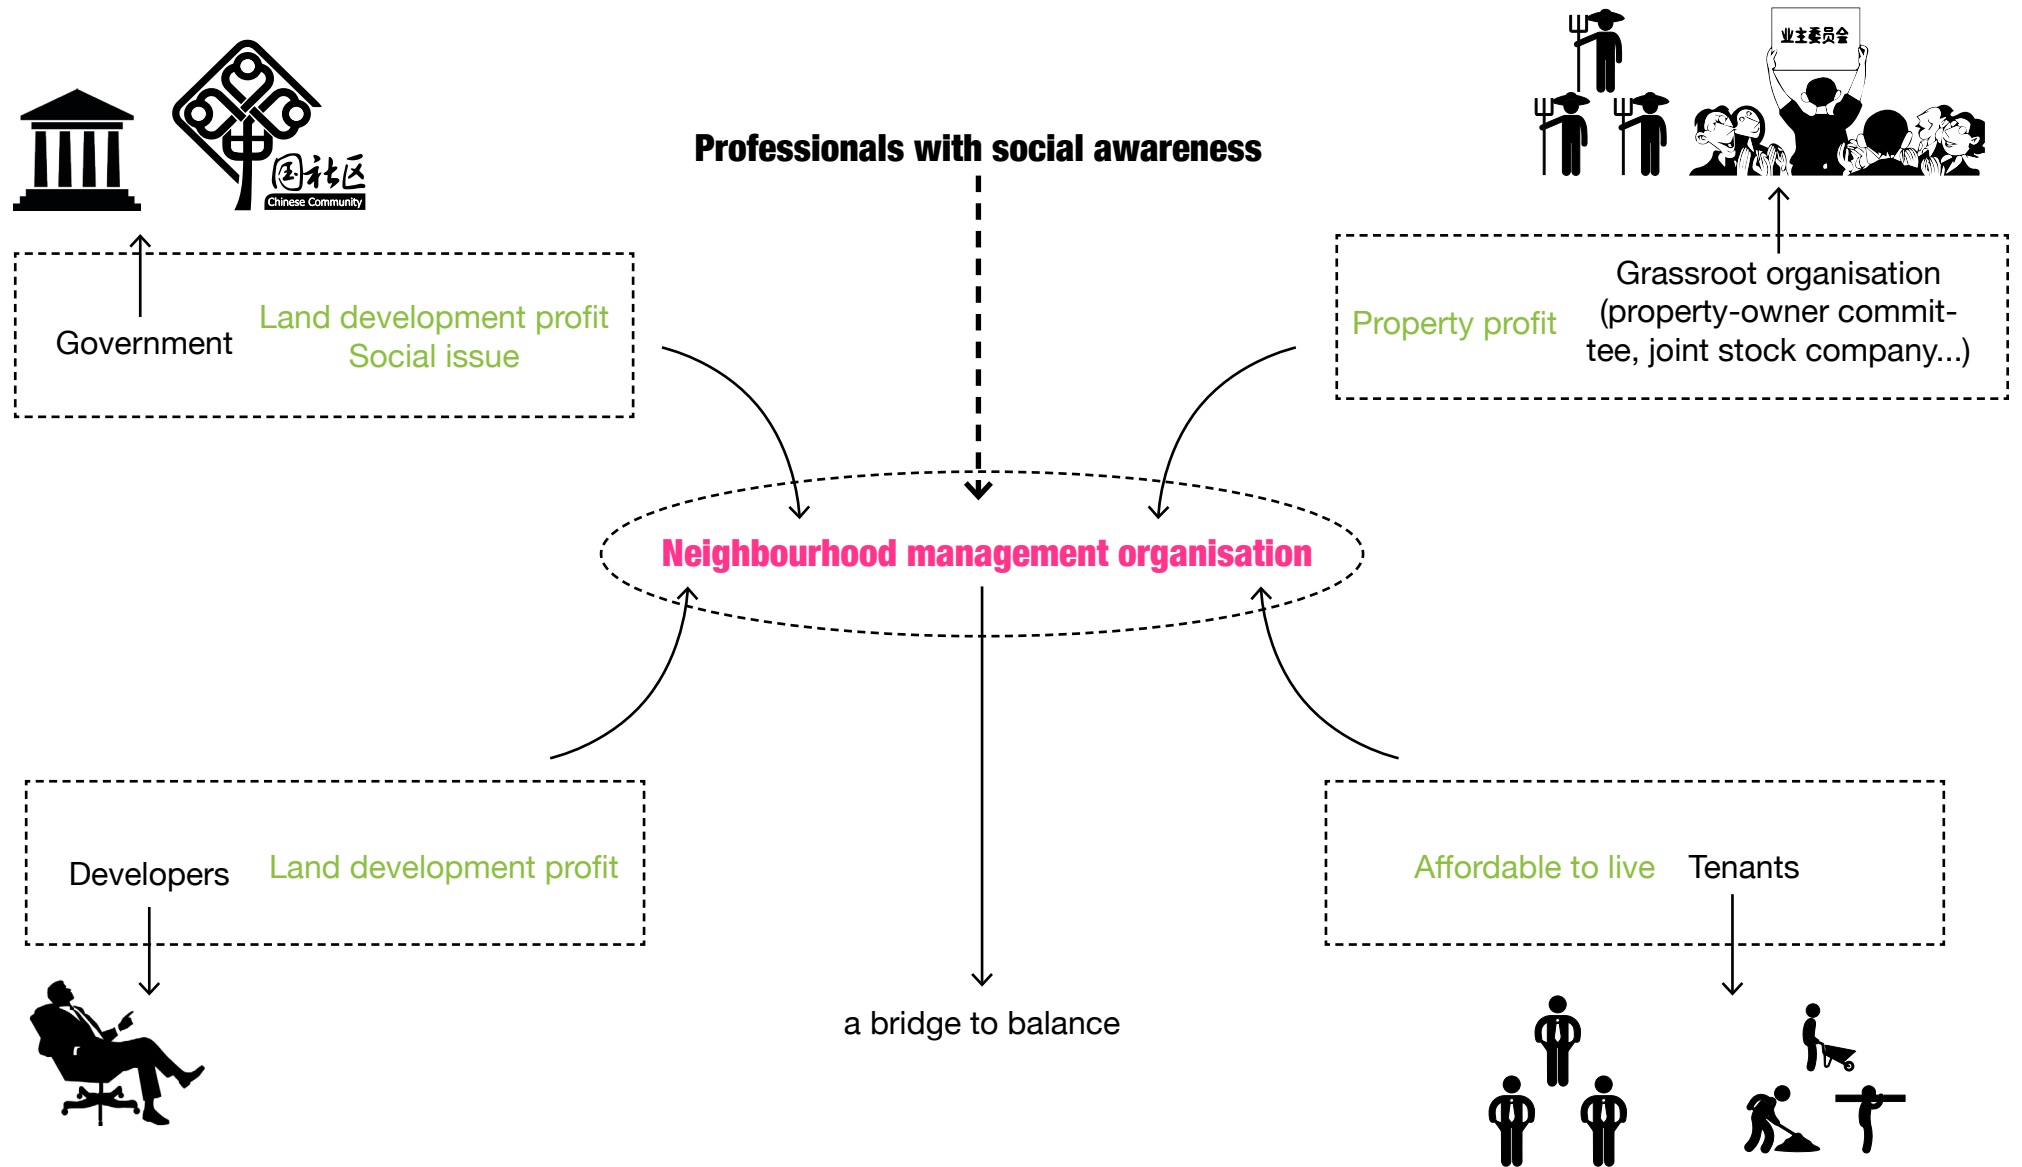 业主委员会
国社区
Chinese Community
Professionals with social awareness
Government
Land development profit
Social issue
Property profit
Grassroot organisation
(property-owner commit-
tee, joint stock company...)
Neighbourhood management organisation
Developers
Land development profit
Affordable to live
Tenants
a bridge to balance